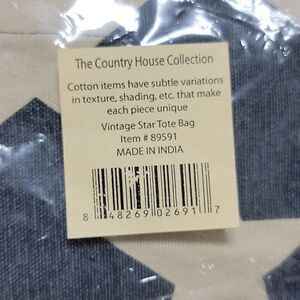 The Country House Collection
Cotton items have subtle variations
in texture, shading, etc. that make
each piece unique
Vintage Star Tote Bag
Item # 89591
MADE IN INDIA
8 48269 02691 7